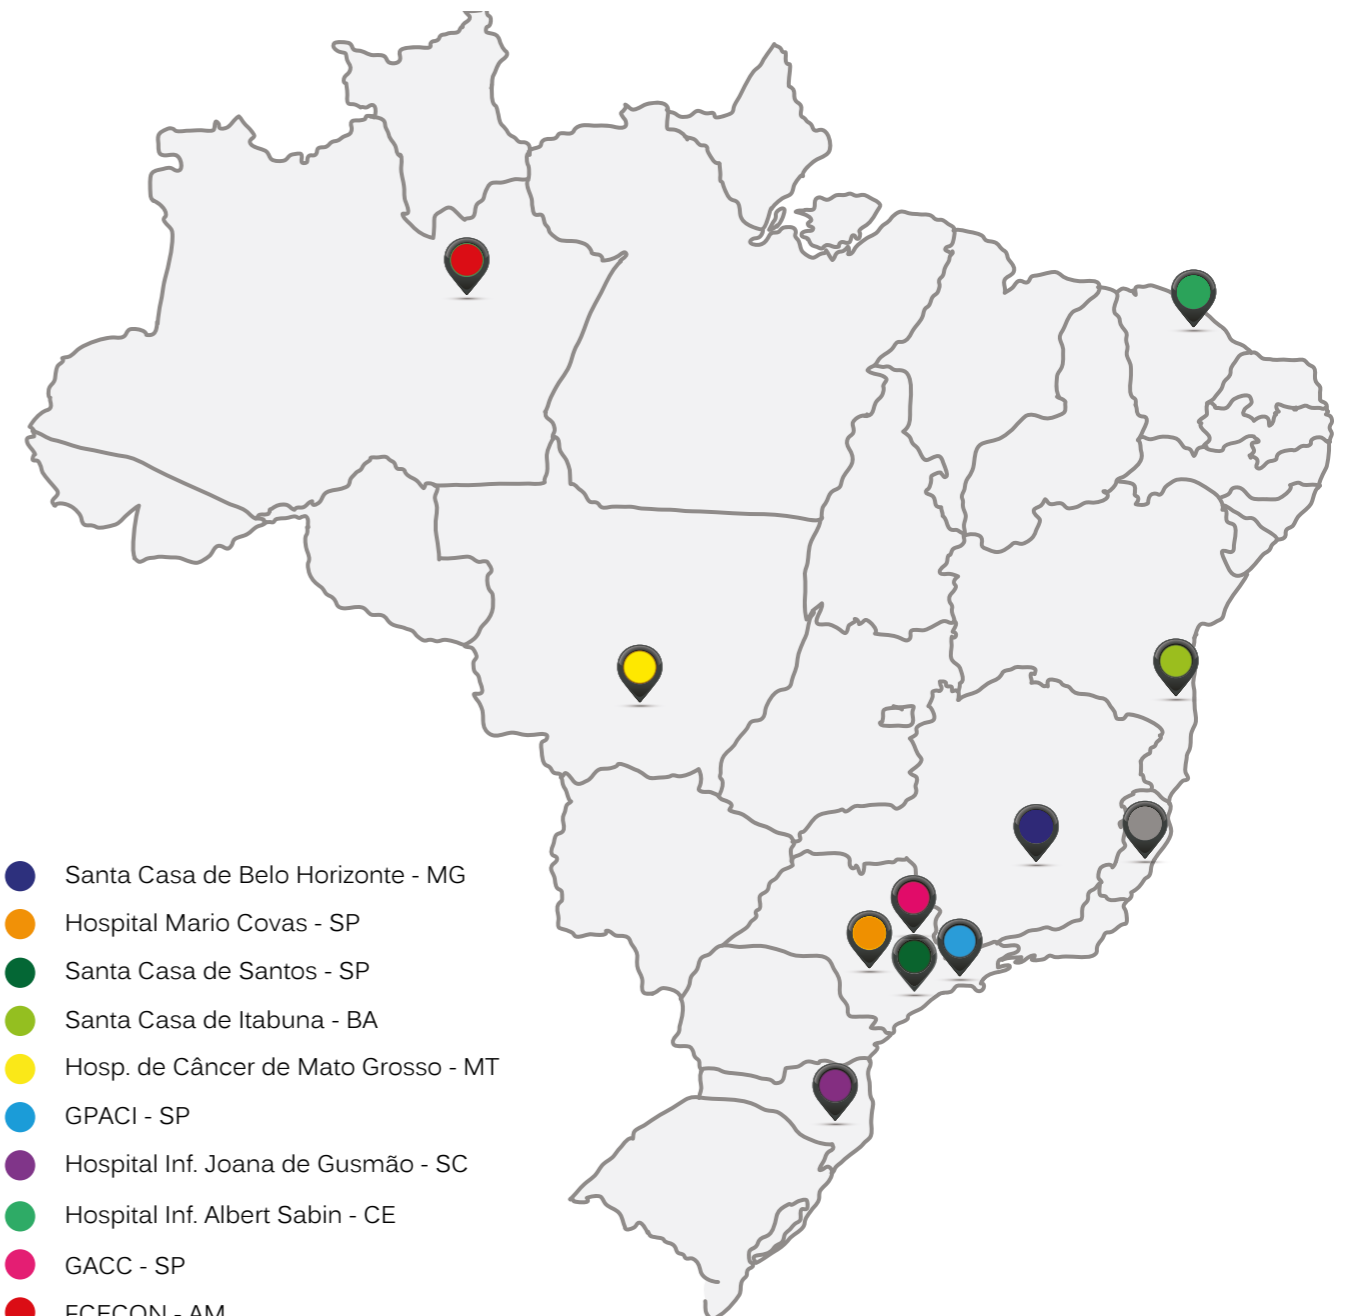 Santa Casa de Belo Horizonte - MG
Hospital Mario Covas - SP
Santa Casa de Santos - SP
Santa Casa de Itabuna - BA
Hosp. de Câncer de Mato Grosso - MT
GPACI - SP
Hospital Inf. Joana de Gusmão - SC
Hospital Inf. Albert Sabin - CE
GACC - SP
FCECON - AM